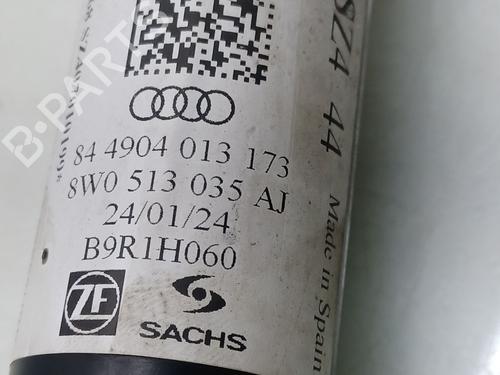 84 4904 013 173
8W0 513 035 AJ
24/01/24
B9R1H060
ZF
SACHS
SZ4 44
Made in Spain
B-PARTS